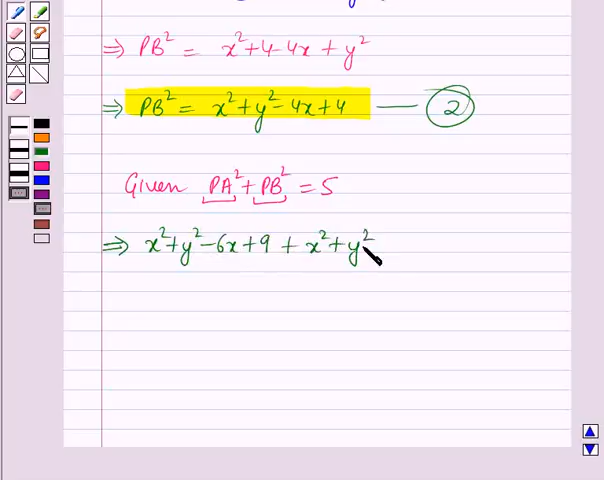 ⇒ PB² = x²+4-4x+y²
⇒ PB² = x²+y²-4x+4 — 2
Given PA²+PB² = 5
⇒ x²+y²-6x+9 + x²+y²